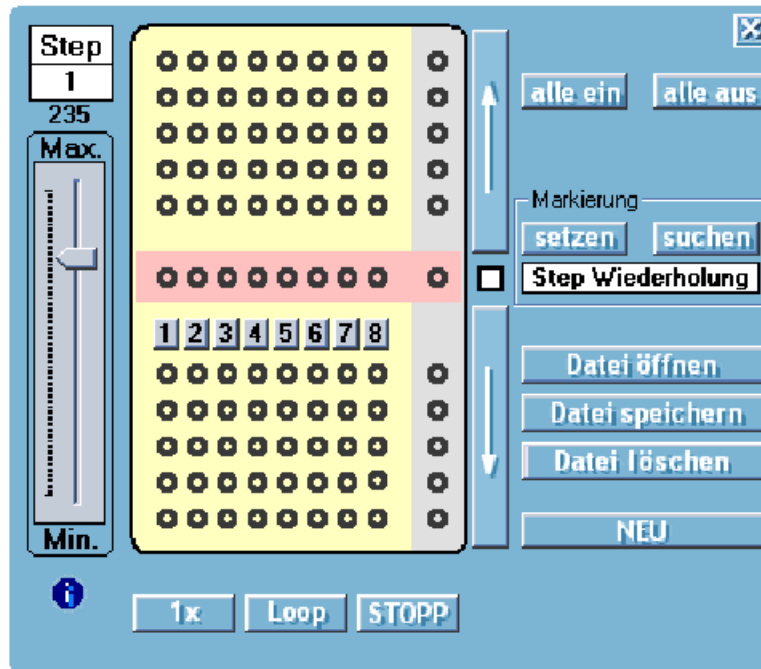 Step
1
235
Max.
Min.
1 2 3 4 5 6 7 8
alle ein
alle aus
Markierung
setzen
suchen
Step Wiederholung
Datei öffnen
Datei speichern
Datei löschen
NEU
i
1x
Loop
STOPP